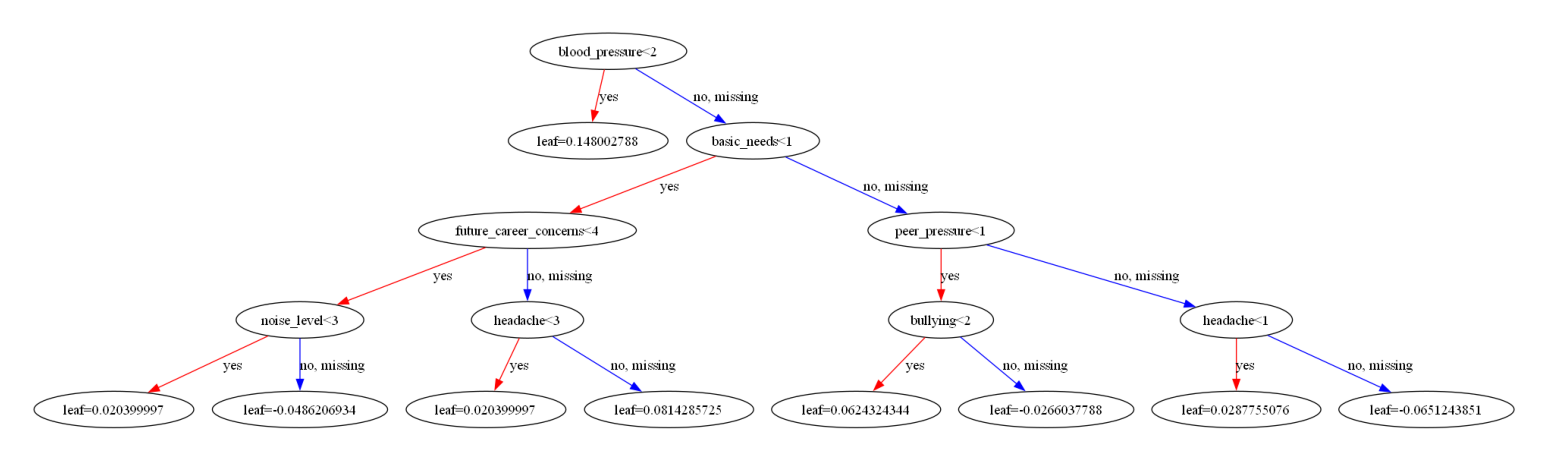 blood_pressure<2
yes
no, missing
leaf=0.148002788
basic_needs<1
yes
no, missing
future_career_concerns<4
peer_pressure<1
yes
no, missing
yes
no, missing
noise_level<3
headache<3
bullying<2
headache<1
yes
no, missing
yes
no, missing
yes
no, missing
yes
no, missing
leaf=0.020399997
leaf=-0.0486206934
leaf=0.020399997
leaf=0.0814285725
leaf=0.0624324344
leaf=-0.0266037788
leaf=0.0287755076
leaf=-0.0651243851